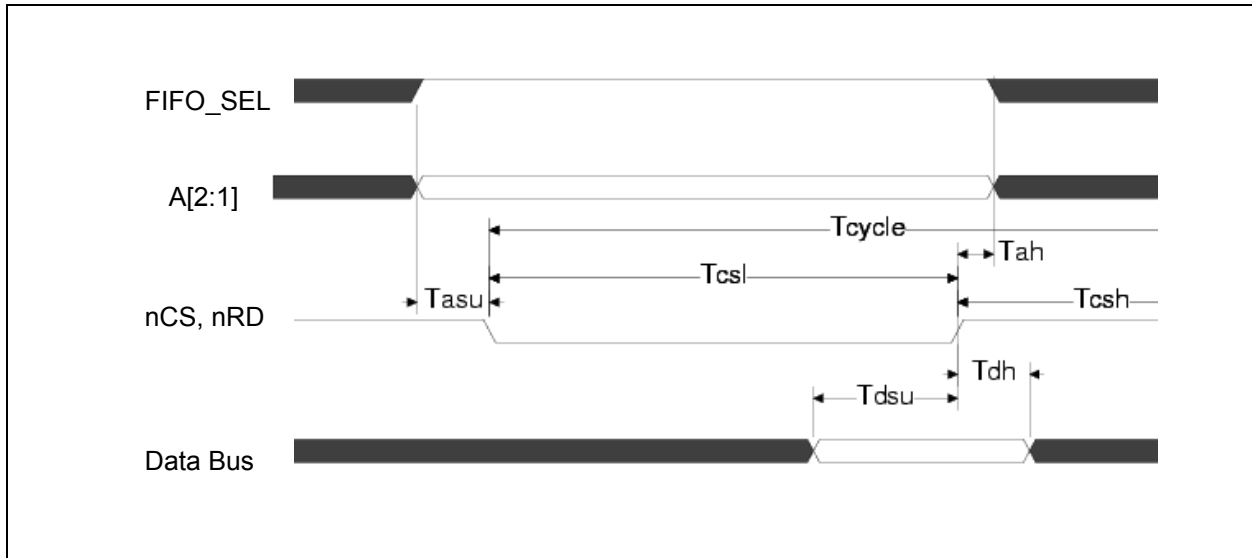 FIFO_SEL
A[2:1]
Tcycle
Tah
Tcsl
Tasu
Tcsh
nCS, nRD
Tdh
Tdsu
Data Bus